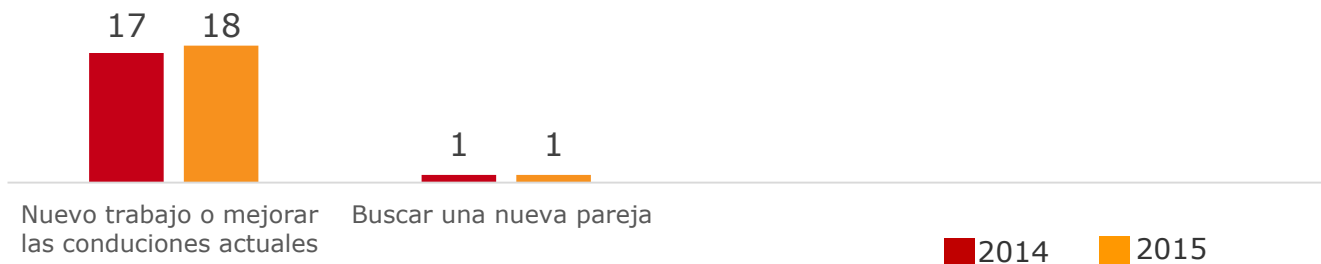 17 18
1 1
Nuevo trabajo o mejorar
las conduciones actuales
Buscar una nueva pareja
2014 2015